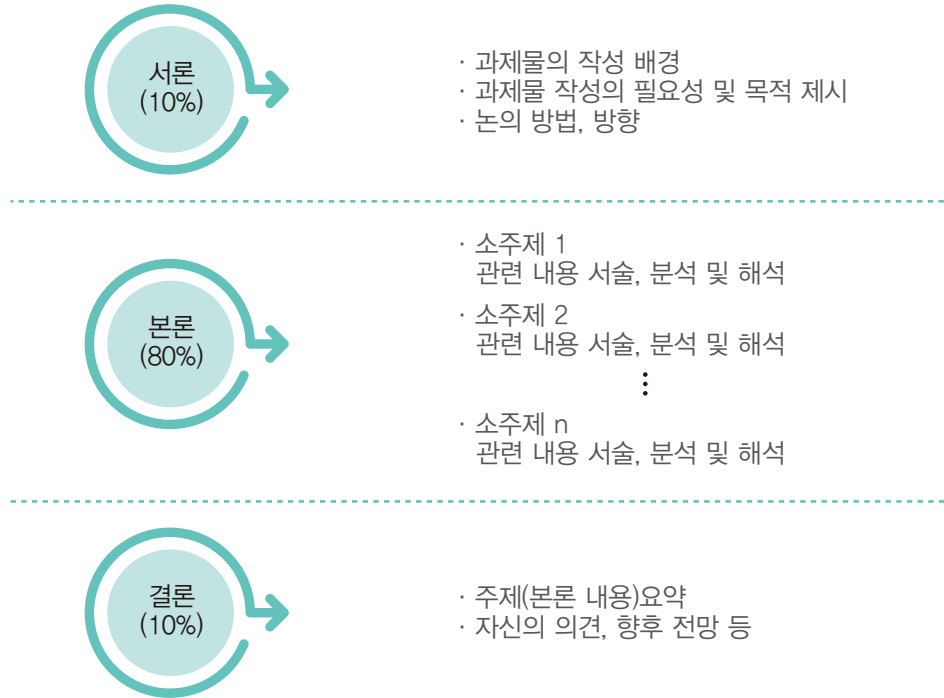 서론
(10%)
· 과제물의 작성 배경
· 과제물 작성의 필요성 및 목적 제시
· 논의 방법, 방향
본론
(80%)
· 소주제 1
관련 내용 서술, 분석 및 해석
· 소주제 2
관련 내용 서술, 분석 및 해석
⋮
· 소주제 n
관련 내용 서술, 분석 및 해석
결론
(10%)
· 주제(본론 내용)요약
· 자신의 의견, 향후 전망 등